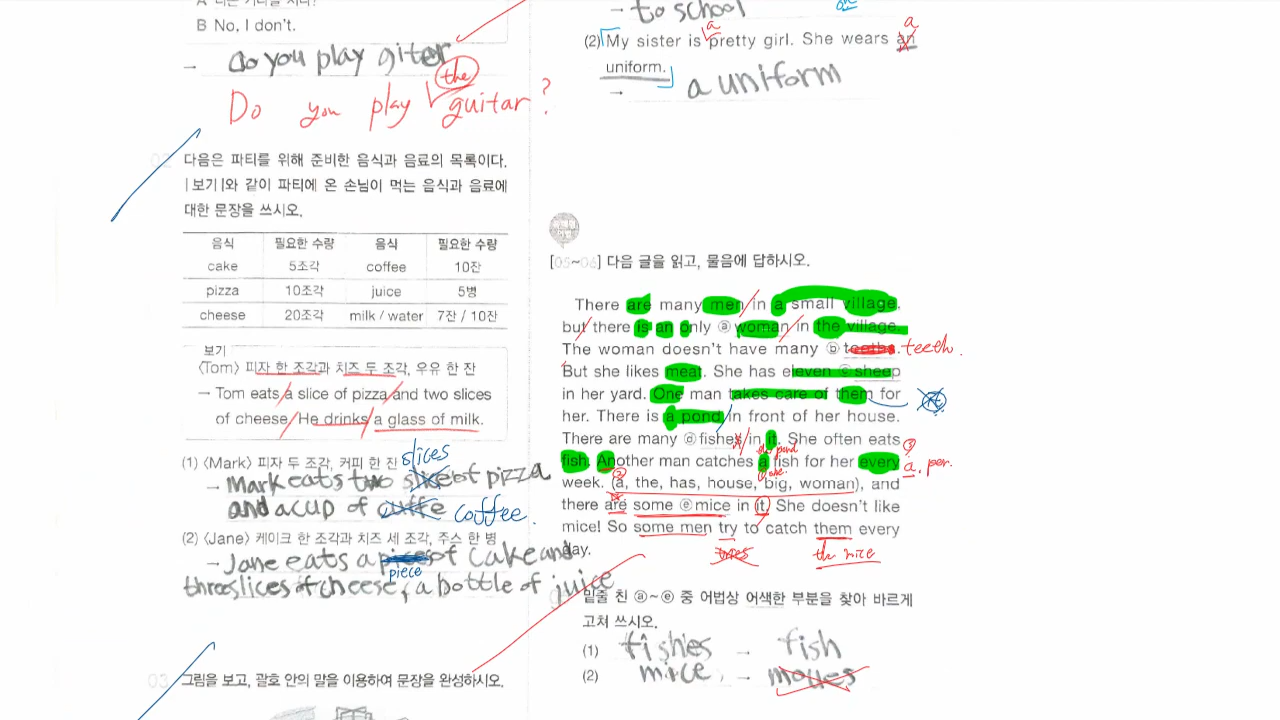 B No, I don't.
→ do you play giter
the
Do you play guitar?
02
다음은 파티를 위해 준비한 음식과 음료의 목록이다.
|보기|와 같이 파티에 온 손님이 먹는 음식과 음료에
대한 문장을 쓰시오.
음식 필요한 수량 음식 필요한 수량
cake 5조각 coffee 10잔
pizza 10조각 juice 5병
cheese 20조각 milk / water 7잔 / 10잔
보기
〈Tom〉 피자 한 조각과 치즈 두 조각, 우유 한 잔
→ Tom eats a slice of pizza and two slices
of cheese. He drinks a glass of milk.
(1) 〈Mark〉 피자 두 조각, 커피 한 잔
slices
→ Mark eats two slice of pizza
and a cup of cuffe coffee.
(2) 〈Jane〉 케이크 한 조각과 치즈 세 조각, 주스 한 병
→ Jane eats a of cake and
piece
three slices of cheese, a bottle of juice
03 그림을 보고, 괄호 안의 말을 이용하여 문장을 완성하시오.
→ to school
a
(2) My sister is pretty girl. She wears an
a
uniform.
→ a uniform
[05~06] 다음 글을 읽고, 물음에 답하시오.
There are many men in a small village,
but there is an only ⓐ woman in the village.
The woman doesn't have many ⓑ teeth.
But she likes meat. She has eleven ⓒ sheep
in her yard. One man takes care of them for
her. There is a pond in front of her house.
There are many ⓓ fishes in it. She often eats
the pond
fish. Another man catches a fish for her every
a. per.
week. (a, the, has, house, big, woman), and
there are some ⓔ mice in it. She doesn't like
mice! So some men try to catch them every
tries the mice
day.
밑줄 친 ⓐ~ⓔ 중 어법상 어색한 부분을 찾아 바르게
고쳐 쓰시오.
(1) fishes → fish
(2) mice → moues